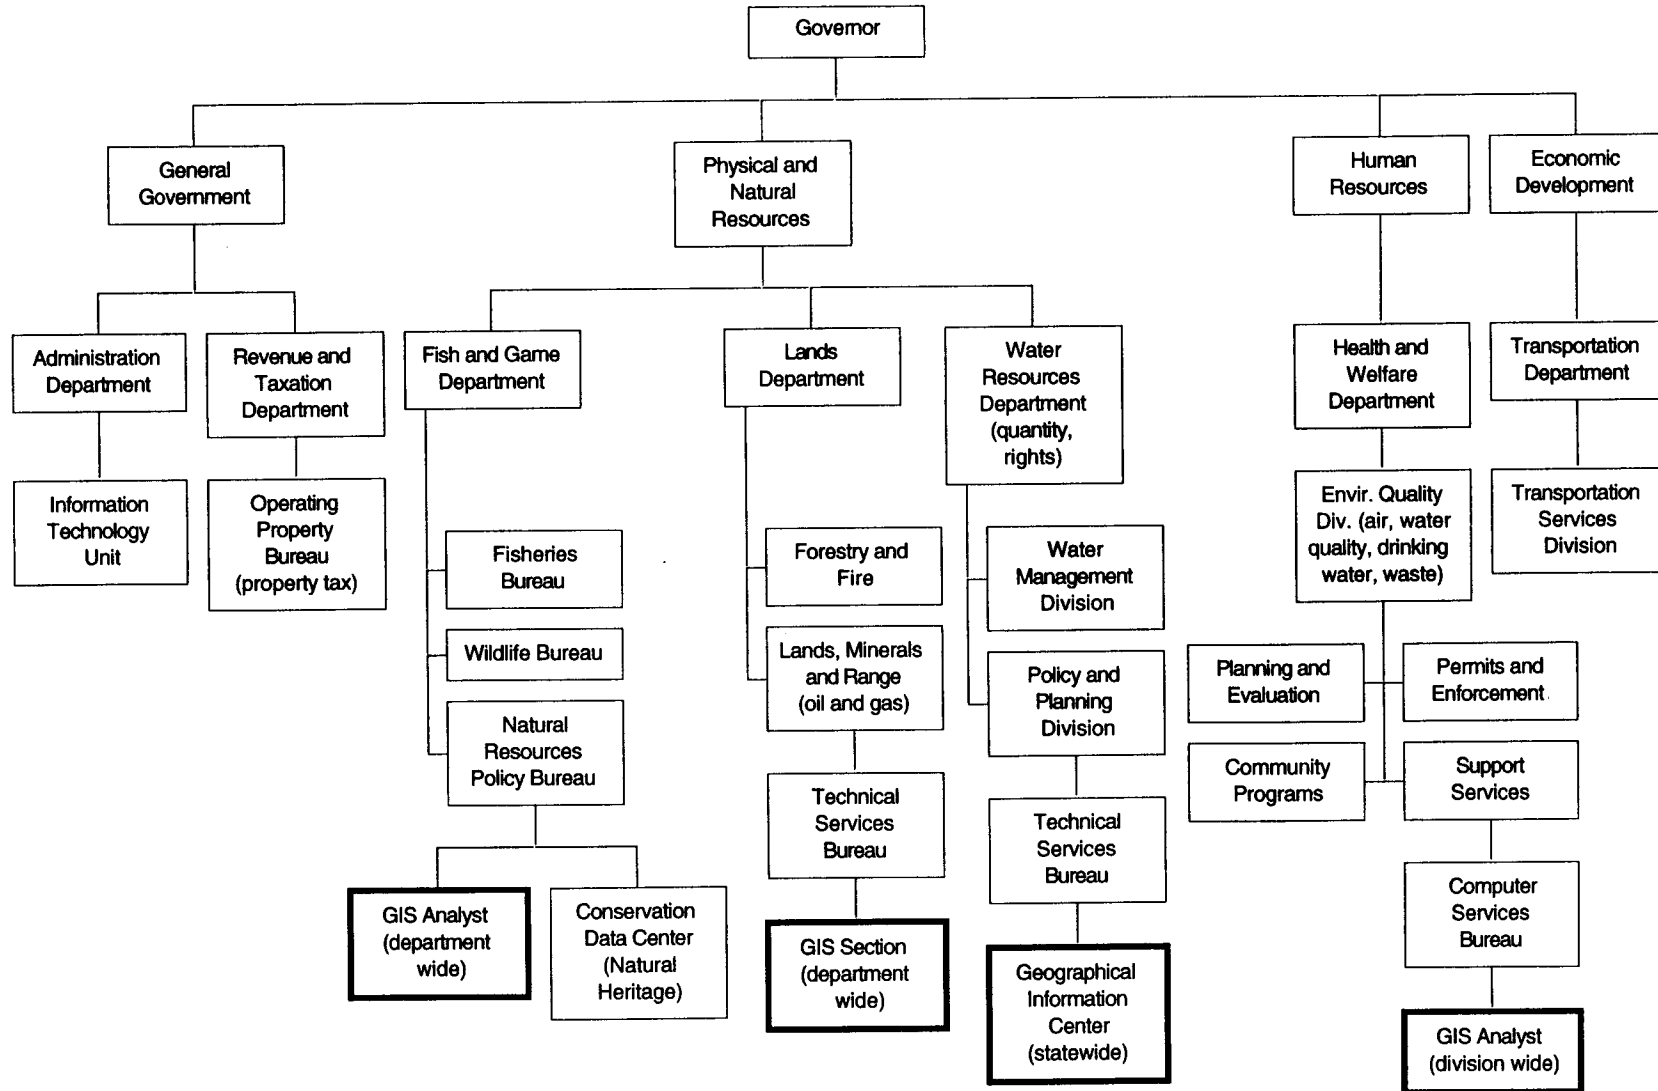 Governor
General
Government
Physical and
Natural
Resources
Human
Resources
Economic
Development
Administration
Department
Revenue and
Taxation
Department
Fish and Game
Department
Lands
Department
Water
Resources
Department
(quantity,
rights)
Health and
Welfare
Department
Transportation
Department
Information
Technology
Unit
Operating
Property
Bureau
(property tax)
Fisheries
Bureau
Wildlife Bureau
Natural
Resources
Policy Bureau
Forestry and
Fire
Lands, Minerals
and Range
(oil and gas)
Water
Management
Division
Policy and
Planning
Division
Envir. Quality
Div. (air, water
quality, drinking
water, waste)
Transportation
Services
Division
Planning and
Evaluation
Permits and
Enforcement
Community
Programs
Support
Services
Technical
Services
Bureau
Technical
Services
Bureau
Computer
Services
Bureau
GIS Analyst
(department
wide)
Conservation
Data Center
(Natural
Heritage)
GIS Section
(department
wide)
Geographical
Information
Center
(statewide)
GIS Analyst
(division wide)